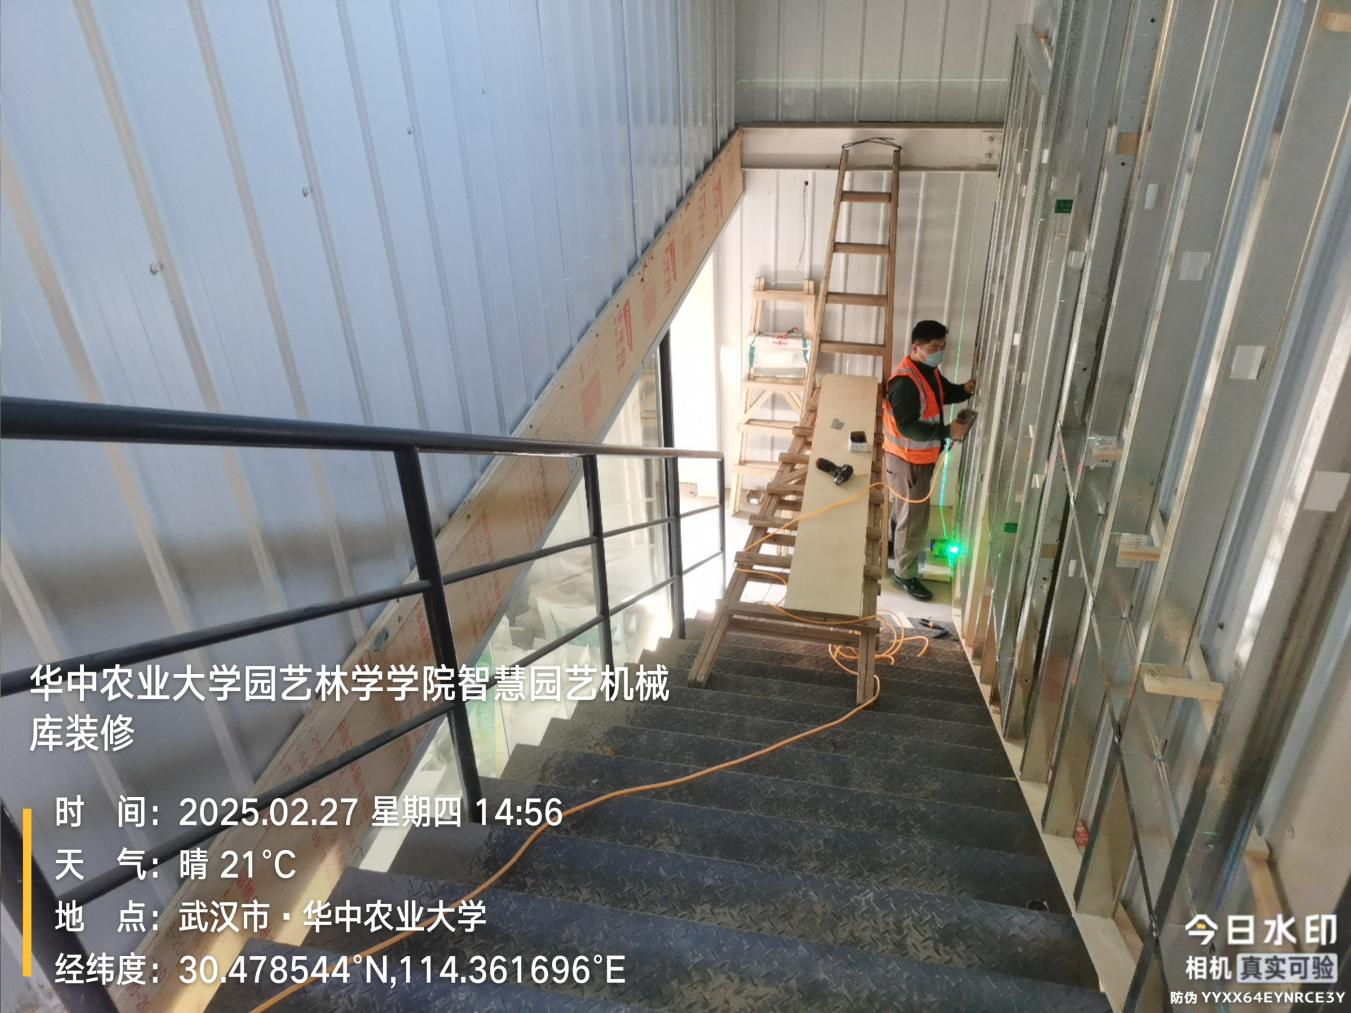 华中农业大学园艺林学学院智慧园艺机械
库装修
时 间：2025.02.27 星期四 14:56
天 气：晴 21°C
地 点：武汉市·华中农业大学
经纬度：30.478544°N,114.361696°E
今日水印
相机 真实可验
防伪 YYXX64EYNRCE3Y